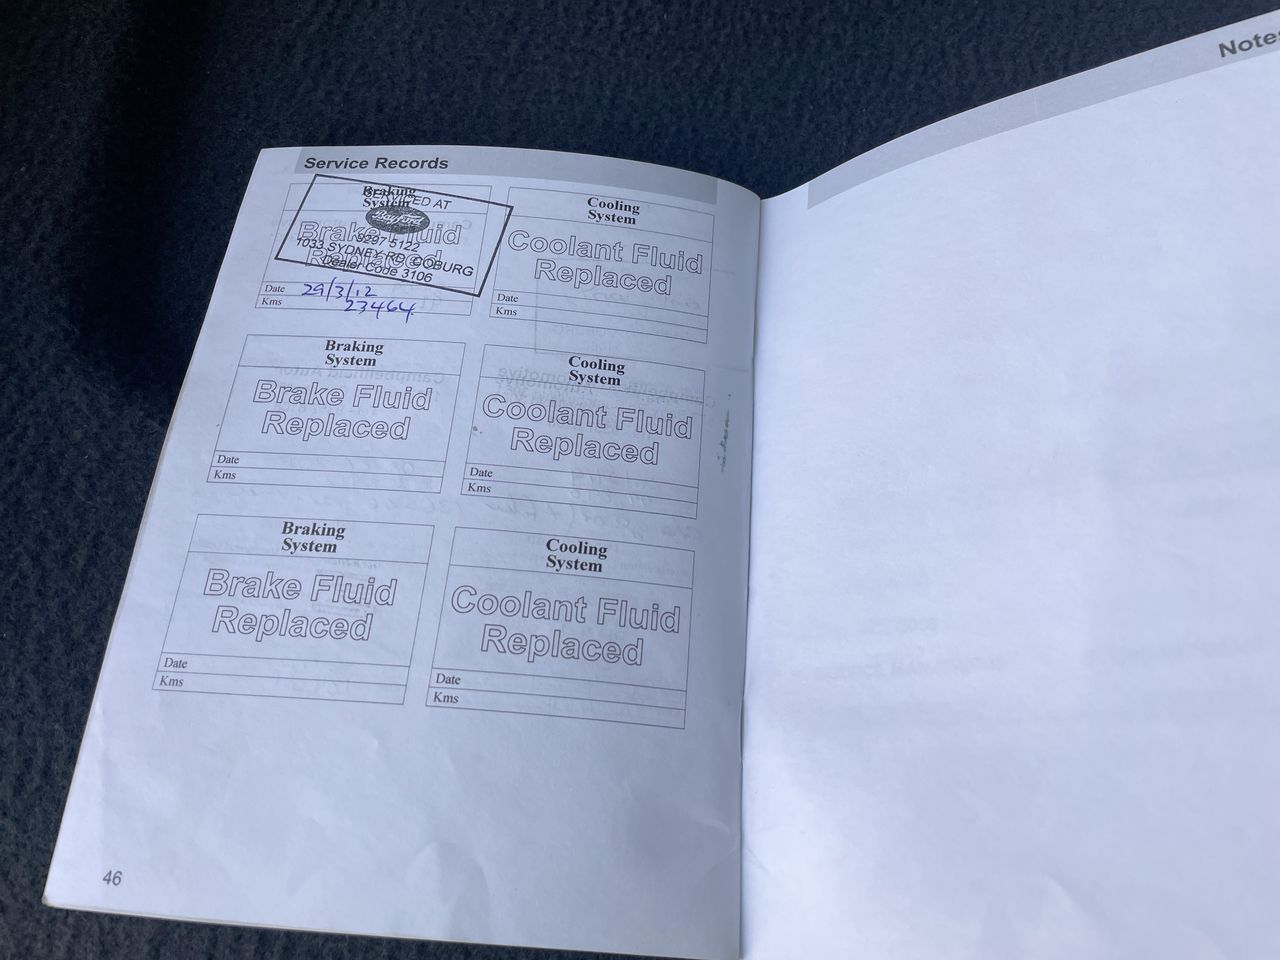 Service Records
Braking
System
SERVICED AT
Bayford
Brake Fluid
Replaced
9297 5122
1033 SYDNEY RD COBURG
Dealer Code 3106
Date 29/3/12
Kms 23464
Cooling
System
Coolant Fluid
Replaced
Date
Kms
Braking
System
Brake Fluid
Replaced
Date
Kms
Cooling
System
Coolant Fluid
Replaced
Date
Kms
Braking
System
Brake Fluid
Replaced
Date
Kms
Cooling
System
Coolant Fluid
Replaced
Date
Kms
46
Notes